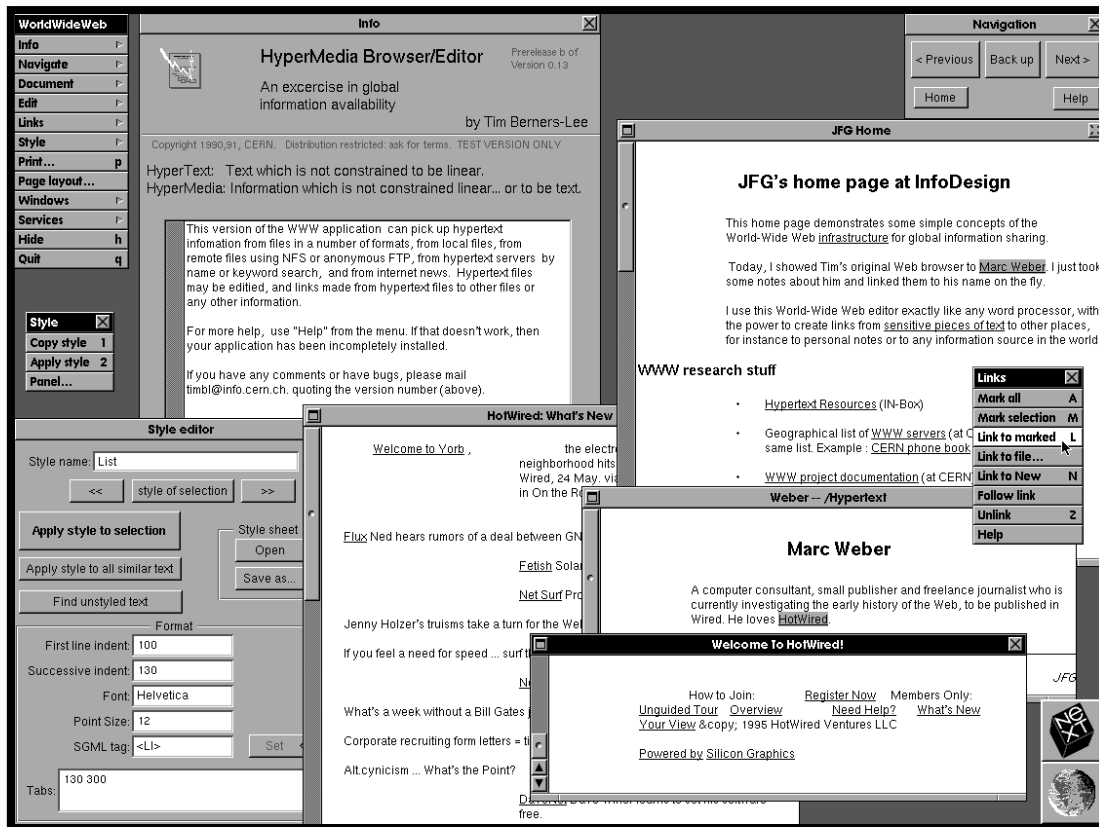 WorldWideWeb
Info
Navigate
Document
Edit
Links
Style
Print... p
Page layout...
Windows
Services
Hide h
Quit q
Style
Copy style 1
Apply style 2
Panel...
Info
HyperMedia Browser/Editor
Prerelease b of
Version 0.13
An excercise in global
information availability
by Tim Berners-Lee
Copyright 1990,91, CERN. Distribution restricted: ask for terms. TEST VERSION ONLY
HyperText: Text which is not constrained to be linear.
HyperMedia: Information which is not constrained linear... or to be text.
This version of the WWW application can pick up hypertext
infomation from files in a number of formats, from local files, from
remote files using NFS or anonymous FTP, from hypertext servers by
name or keyword search, and from internet news. Hypertext files
may be editied, and links made from hypertext files to other files or
any other information.
For more help, use "Help" from the menu. If that doesn't work, then
your application has been incompletely installed.
If you have any comments or have bugs, please mail
timbl@info.cern.ch. quoting the version number (above).
Navigation
< Previous Back up Next >
Home Help
JFG Home
JFG's home page at InfoDesign
This home page demonstrates some simple concepts of the
World-Wide Web infrastructure for global information sharing.
Today, I showed Tim's original Web browser to Marc Weber. I just took
some notes about him and linked them to his name on the fly.
I use this World-Wide Web editor exactly like any word processor, with
the power to create links from sensitive pieces of text to other places,
for instance to personal notes or to any information source in the world
WWW research stuff
• Hypertext Resources (IN-Box)
• Geographical list of WWW servers (at C
same list. Example : CERN phone book
• WWW project documentation (at CERN
Links
Mark all A
Mark selection M
Link to marked L
Link to file...
Link to New N
Follow link
Unlink Z
Help
Style editor
Style name: List
<< style of selection >>
Apply style to selection
Apply style to all similar text
Find unstyled text
Style sheet
Open
Save as...
Format
First line indent: 100
Successive indent: 130
Font: Helvetica
Point Size: 12
SGML tag: <LI>
Set <
Tabs: 130 300
HotWired: What's New
Welcome to Yorb , the electro
neighborhood hits
Wired, 24 May. via
in On the Ro
Flux Ned hears rumors of a deal between GN
Fetish Solar
Net Surf Pro
Jenny Holzer's truisms take a turn for the Web
If you feel a need for speed ... surf t
What's a week without a Bill Gates j
Corporate recruiting form letters = ti
Alt.cynicism ... What's the Point?
free.
Weber -- /Hypertext
Marc Weber
A computer consultant, small publisher and freelance journalist who is
currently investigating the early history of the Web, to be published in
Wired. He loves HotWired.
JFG
Welcome To HotWired!
How to Join: Register Now Members Only:
Unguided Tour Overview Need Help? What's New
Your View &copy; 1995 HotWired Ventures LLC
Powered by Silicon Graphics
NeXT